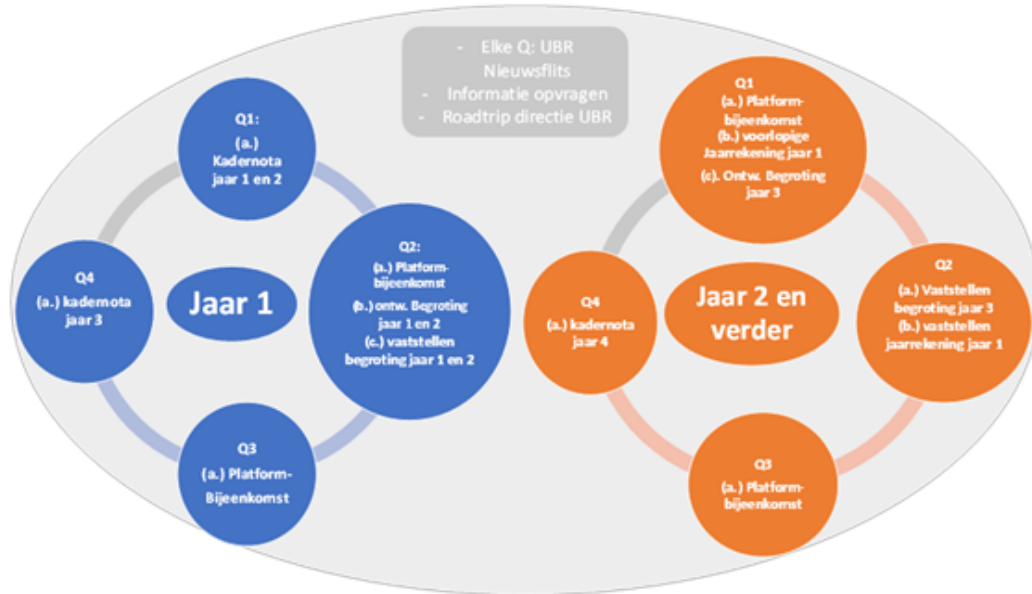 - Elke Q: UBR
Nieuwsflits
- Informatie opvragen
- Roadtrip directie UBR
Q1:
(a.)
Kadernota
jaar 1 en 2
Q2:
(a.) Platform-
bijeenkomst
(b.) ontw. Begroting
jaar 1 en 2
(c.) vaststellen
begroting jaar 1 en 2
Q3
(a.) Platform-
Bijeenkomst
Q4
(a.) kadernota
jaar 3
Jaar 1
Q1
(a.) Platform-
bijeenkomst
(b.) voorlopige
Jaarrekening jaar 1
(c). Ontw. Begroting
jaar 3
Q2
(a.) Vaststellen
begroting jaar 3
(b.) vaststellen
jaarrekening jaar 1
Q3
(a.) Platform-
bijeenkomst
Q4
(a.) kadernota
jaar 4
Jaar 2 en
verder